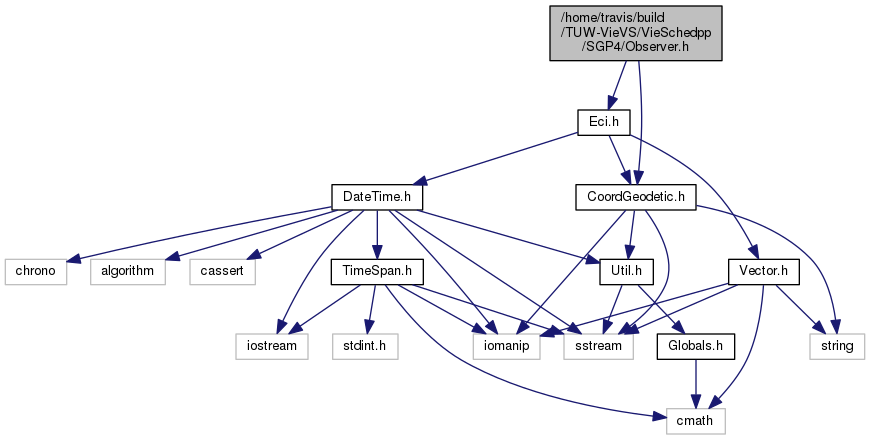 /home/travis/build
/TUW-VieVS/VieSchedpp
/SGP4/Observer.h
Eci.h
DateTime.h
CoordGeodetic.h
chrono
algorithm
cassert
TimeSpan.h
Util.h
Vector.h
iostream
stdint.h
iomanip
sstream
Globals.h
string
cmath